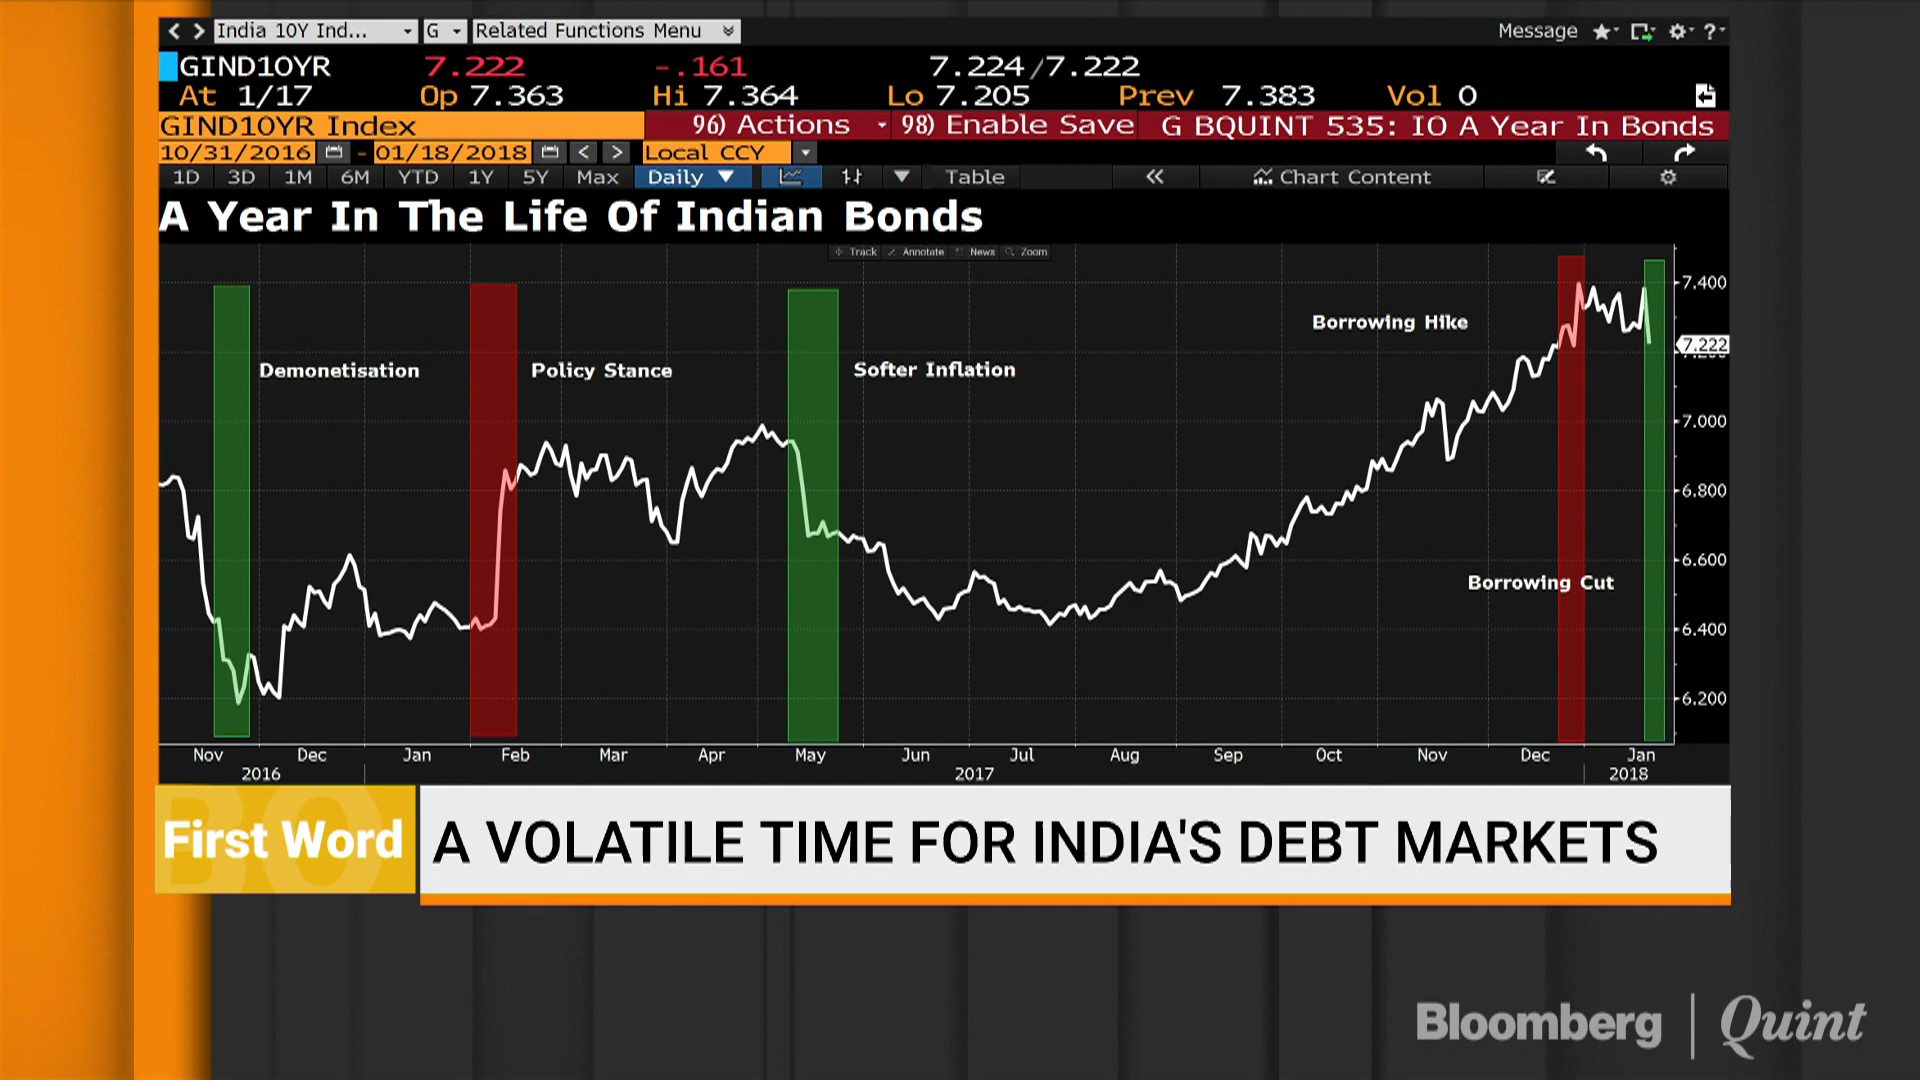 India 10Y Ind... G Related Functions Menu Message ?
GIND10YR 7.222 -.161 7.224/7.222
At 1/17 Op 7.363 Hi 7.364 Lo 7.205 Prev 7.383 Vol 0
GIND10YR Index 96) Actions 98) Enable Save G BQUINT 535: IO A Year In Bonds
10/31/2016 - 01/18/2018 < > Local CCY
1D 3D 1M 6M YTD 1Y 5Y Max Daily Table « Chart Content
A Year In The Life Of Indian Bonds
Track Annotate News Zoom
7.400
Borrowing Hike
7.222
Demonetisation Policy Stance Softer Inflation
7.000
6.800
6.600
Borrowing Cut
6.400
6.200
Nov Dec Jan Feb Mar Apr May Jun Jul Aug Sep Oct Nov Dec Jan
2016 2017 2018
First Word A VOLATILE TIME FOR INDIA'S DEBT MARKETS
Bloomberg | Quint